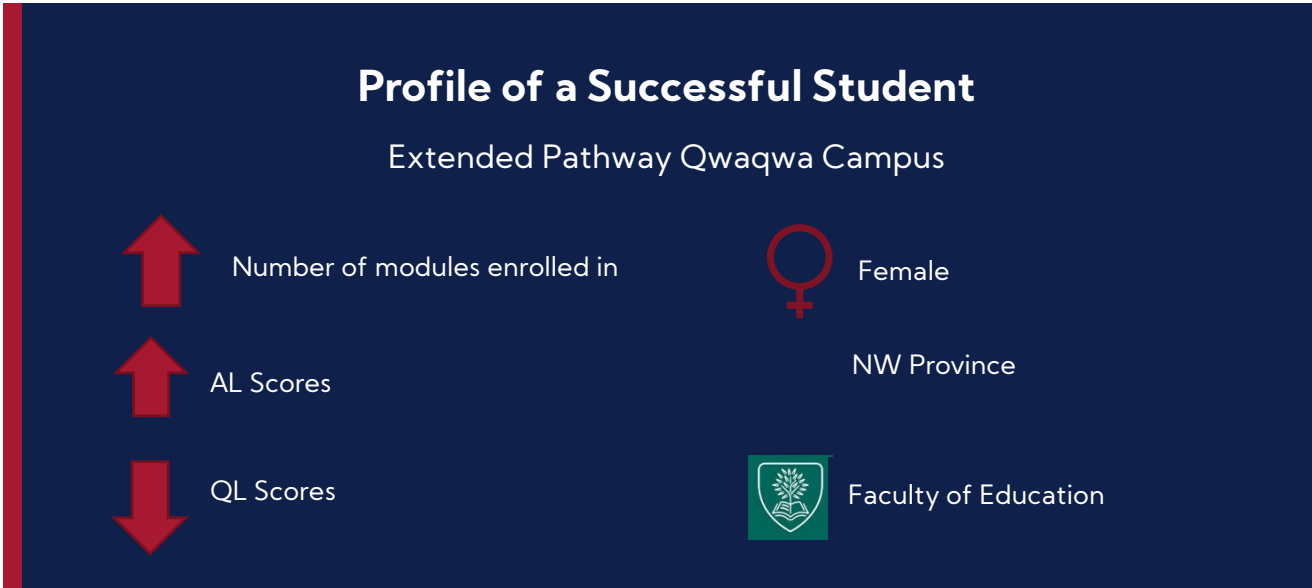 Profile of a Successful Student
Extended Pathway Qwaqwa Campus
Number of modules enrolled in
AL Scores
QL Scores
Female
NW Province
Faculty of Education